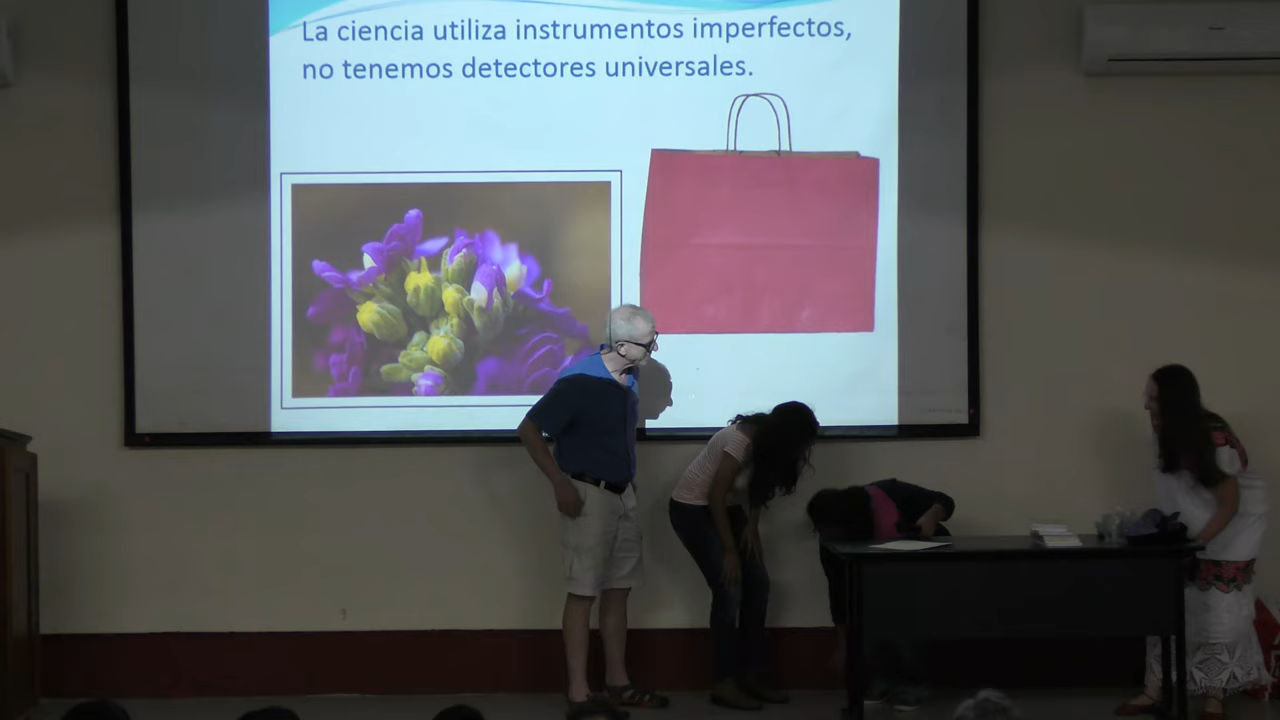 La ciencia utiliza instrumentos imperfectos,
no tenemos detectores universales.